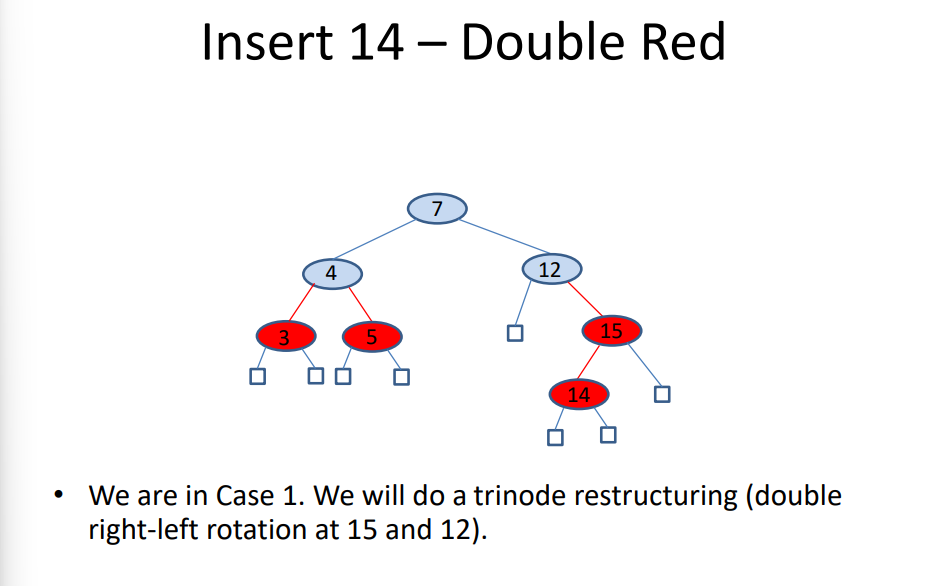 Insert 14 – Double Red
7
4
12
3
5
15
14
• We are in Case 1. We will do a trinode restructuring (double
right-left rotation at 15 and 12).